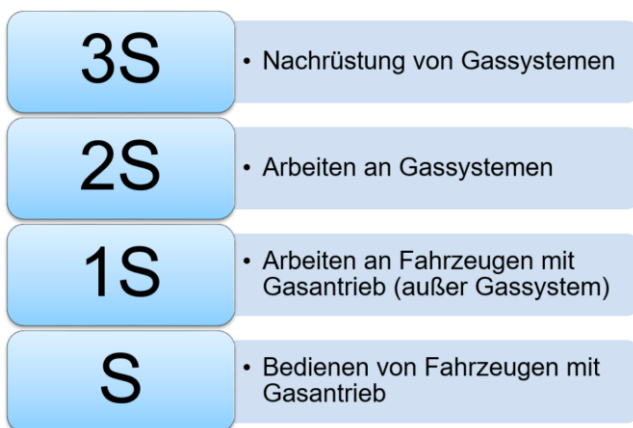 3S
• Nachrüstung von Gassystemen
2S
• Arbeiten an Gassystemen
1S
• Arbeiten an Fahrzeugen mit
Gasantrieb (außer Gassystem)
S
• Bedienen von Fahrzeugen mit
Gasantrieb